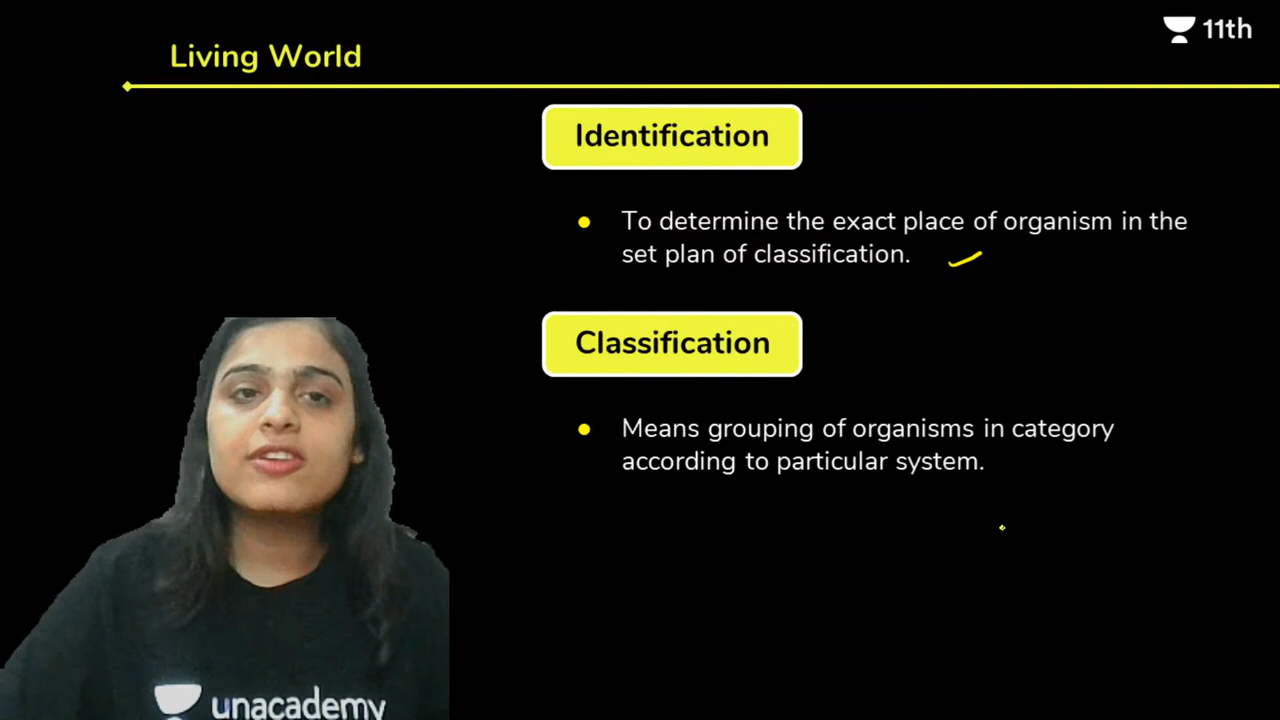 Living World
11th
Identification
To determine the exact place of organism in the
set plan of classification.
Classification
Means grouping of organisms in category
according to particular system.
unacademy